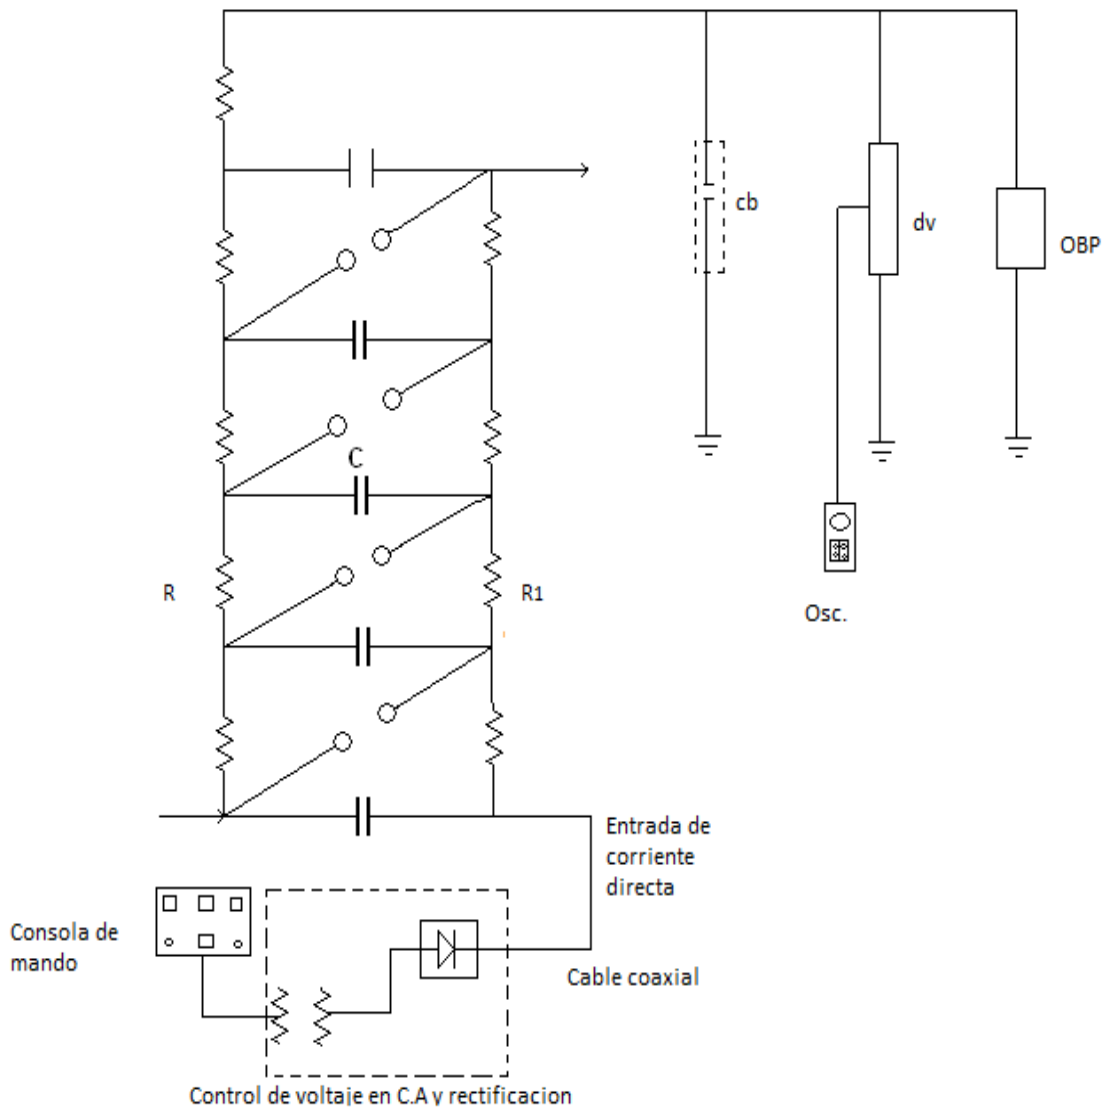 cb
dv
OBP
C
R
R1
Osc.
Entrada de
corriente
directa
Consola de
mando
Cable coaxial
Control de voltaje en C.A y rectificacion